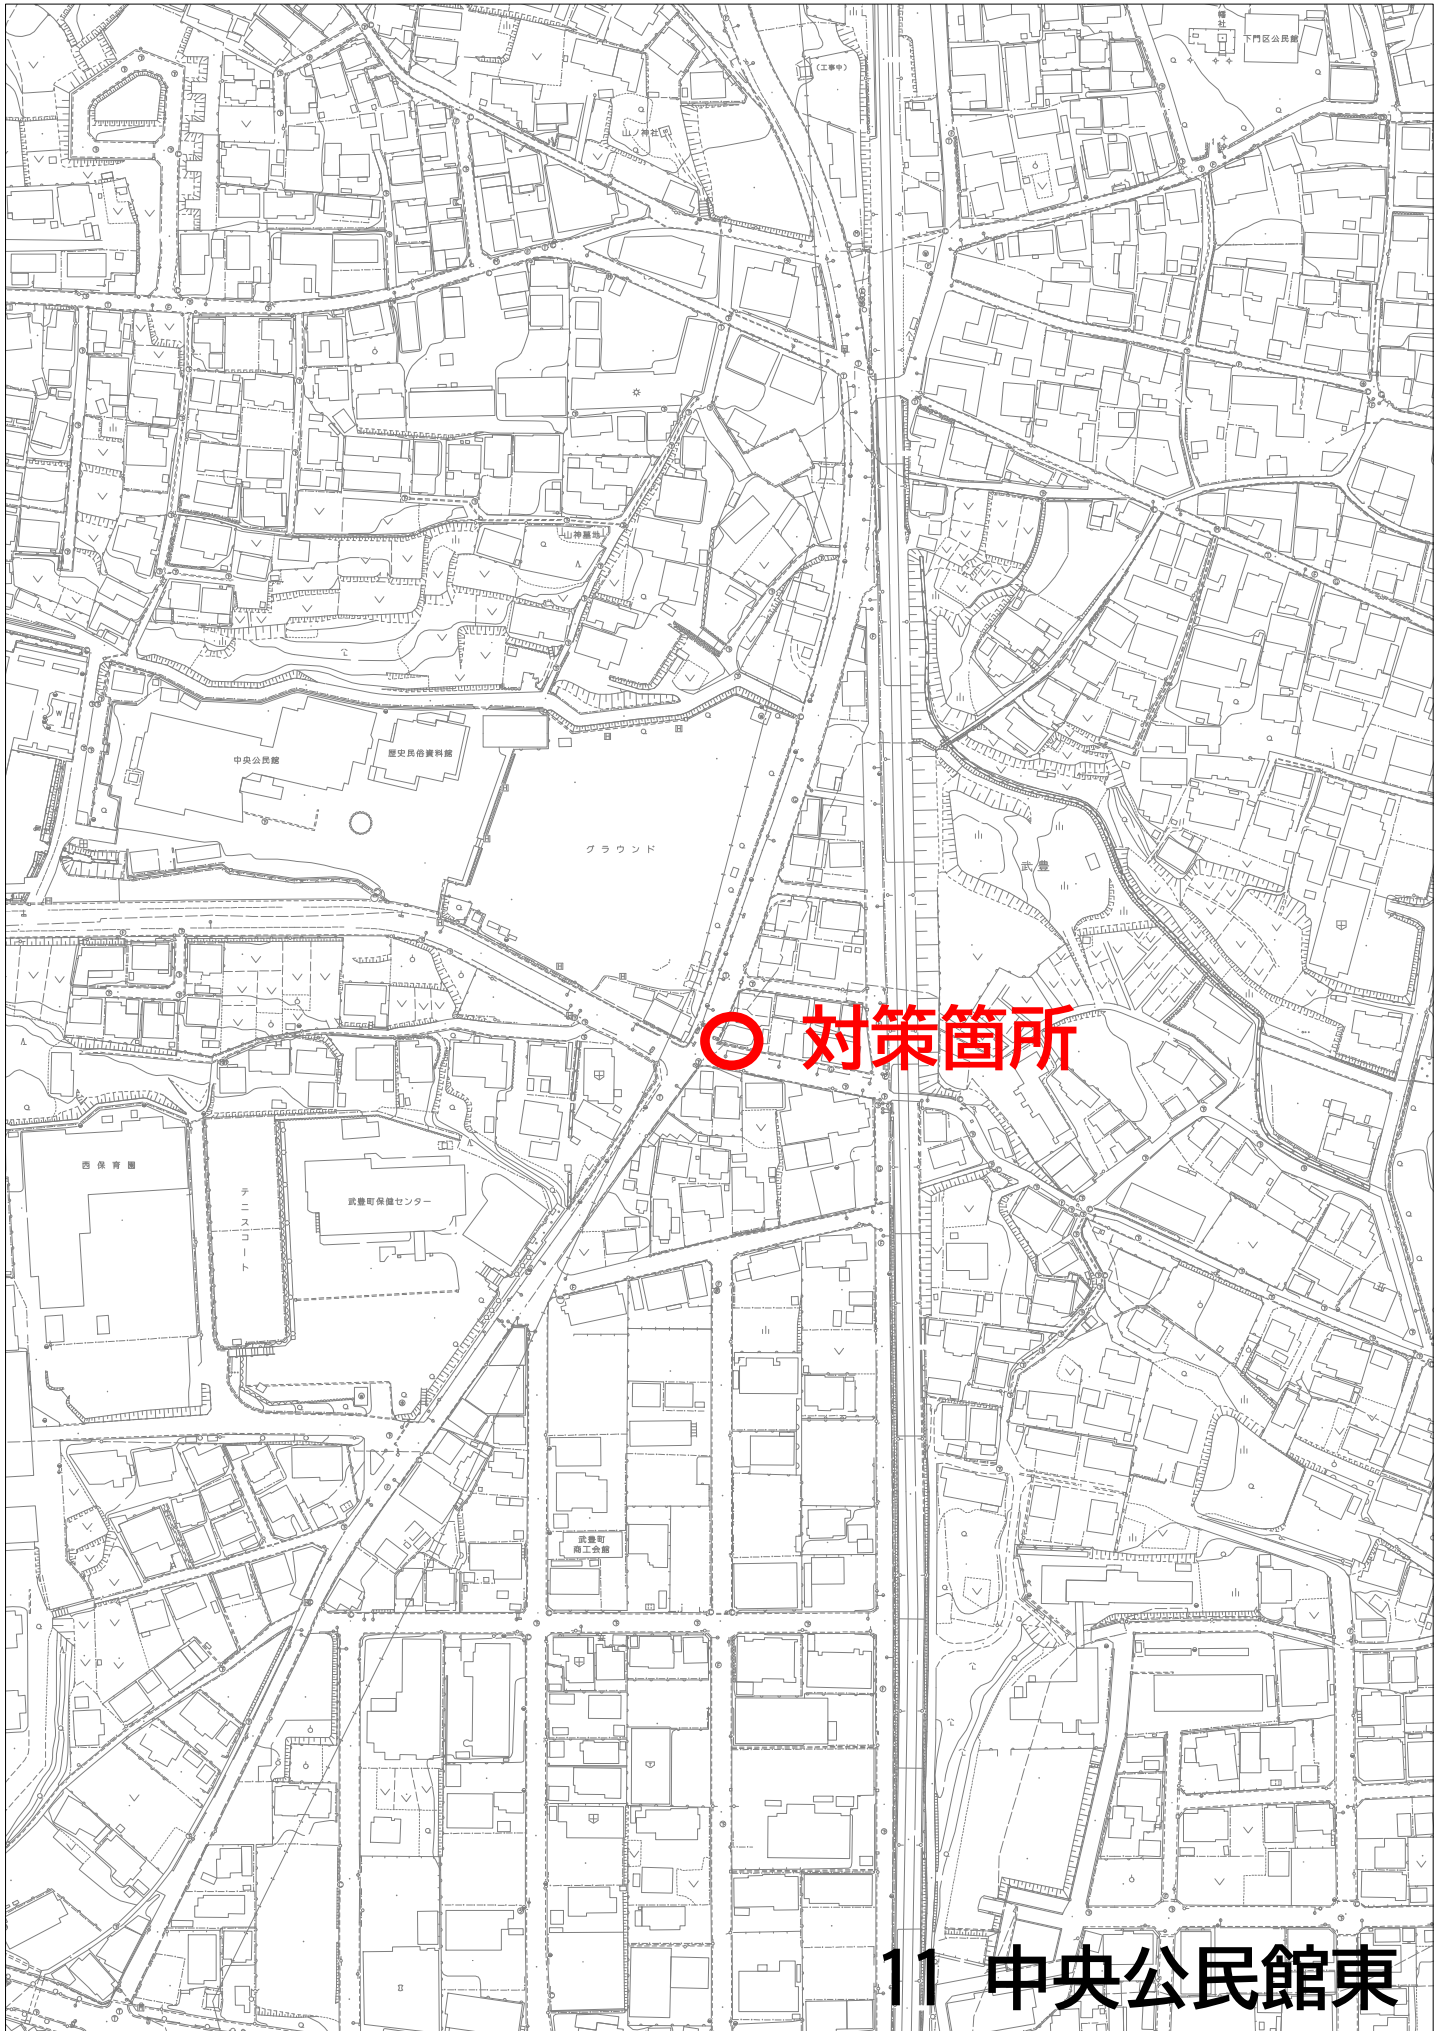 幡社
下門区公民館
(工事中)
山ノ神社
山神墓地
中央公民館
歴史民俗資料館
グラウンド
武豊
対策箇所
西保育園
テニスコート
武豊町保健センター
武豊町
商工会館
11 中央公民館東